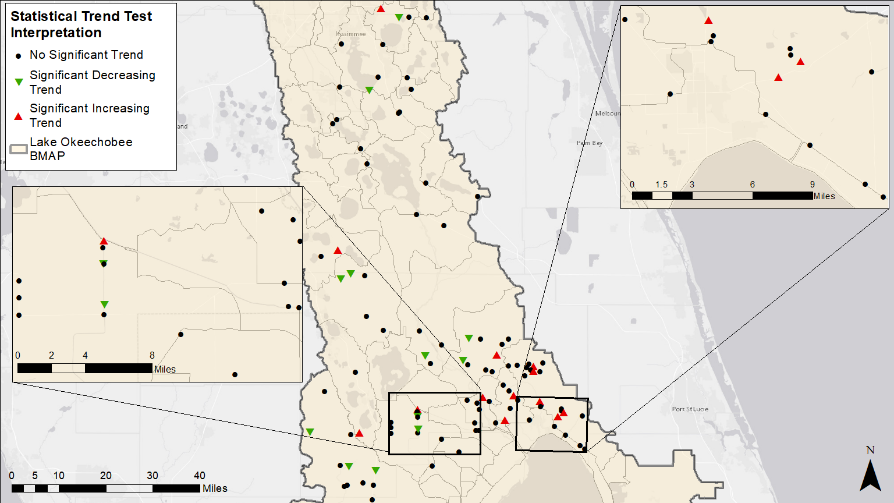 Statistical Trend Test
Interpretation
No Significant Trend
Significant Decreasing
Trend
Significant Increasing
Trend
Lake Okeechobee
BMAP
Kissimmee
Melbou
Palm Bay
0 1.5 3 6 9
Miles
0 2 4 8
Miles
Port St Lucie
N
0 5 10 20 30 40
Miles